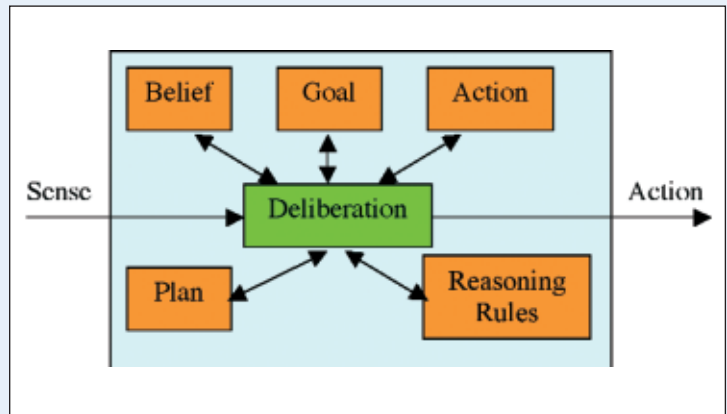 Belief
Goal
Action
Sense
Deliberation
Action
Plan
Reasoning
Rules